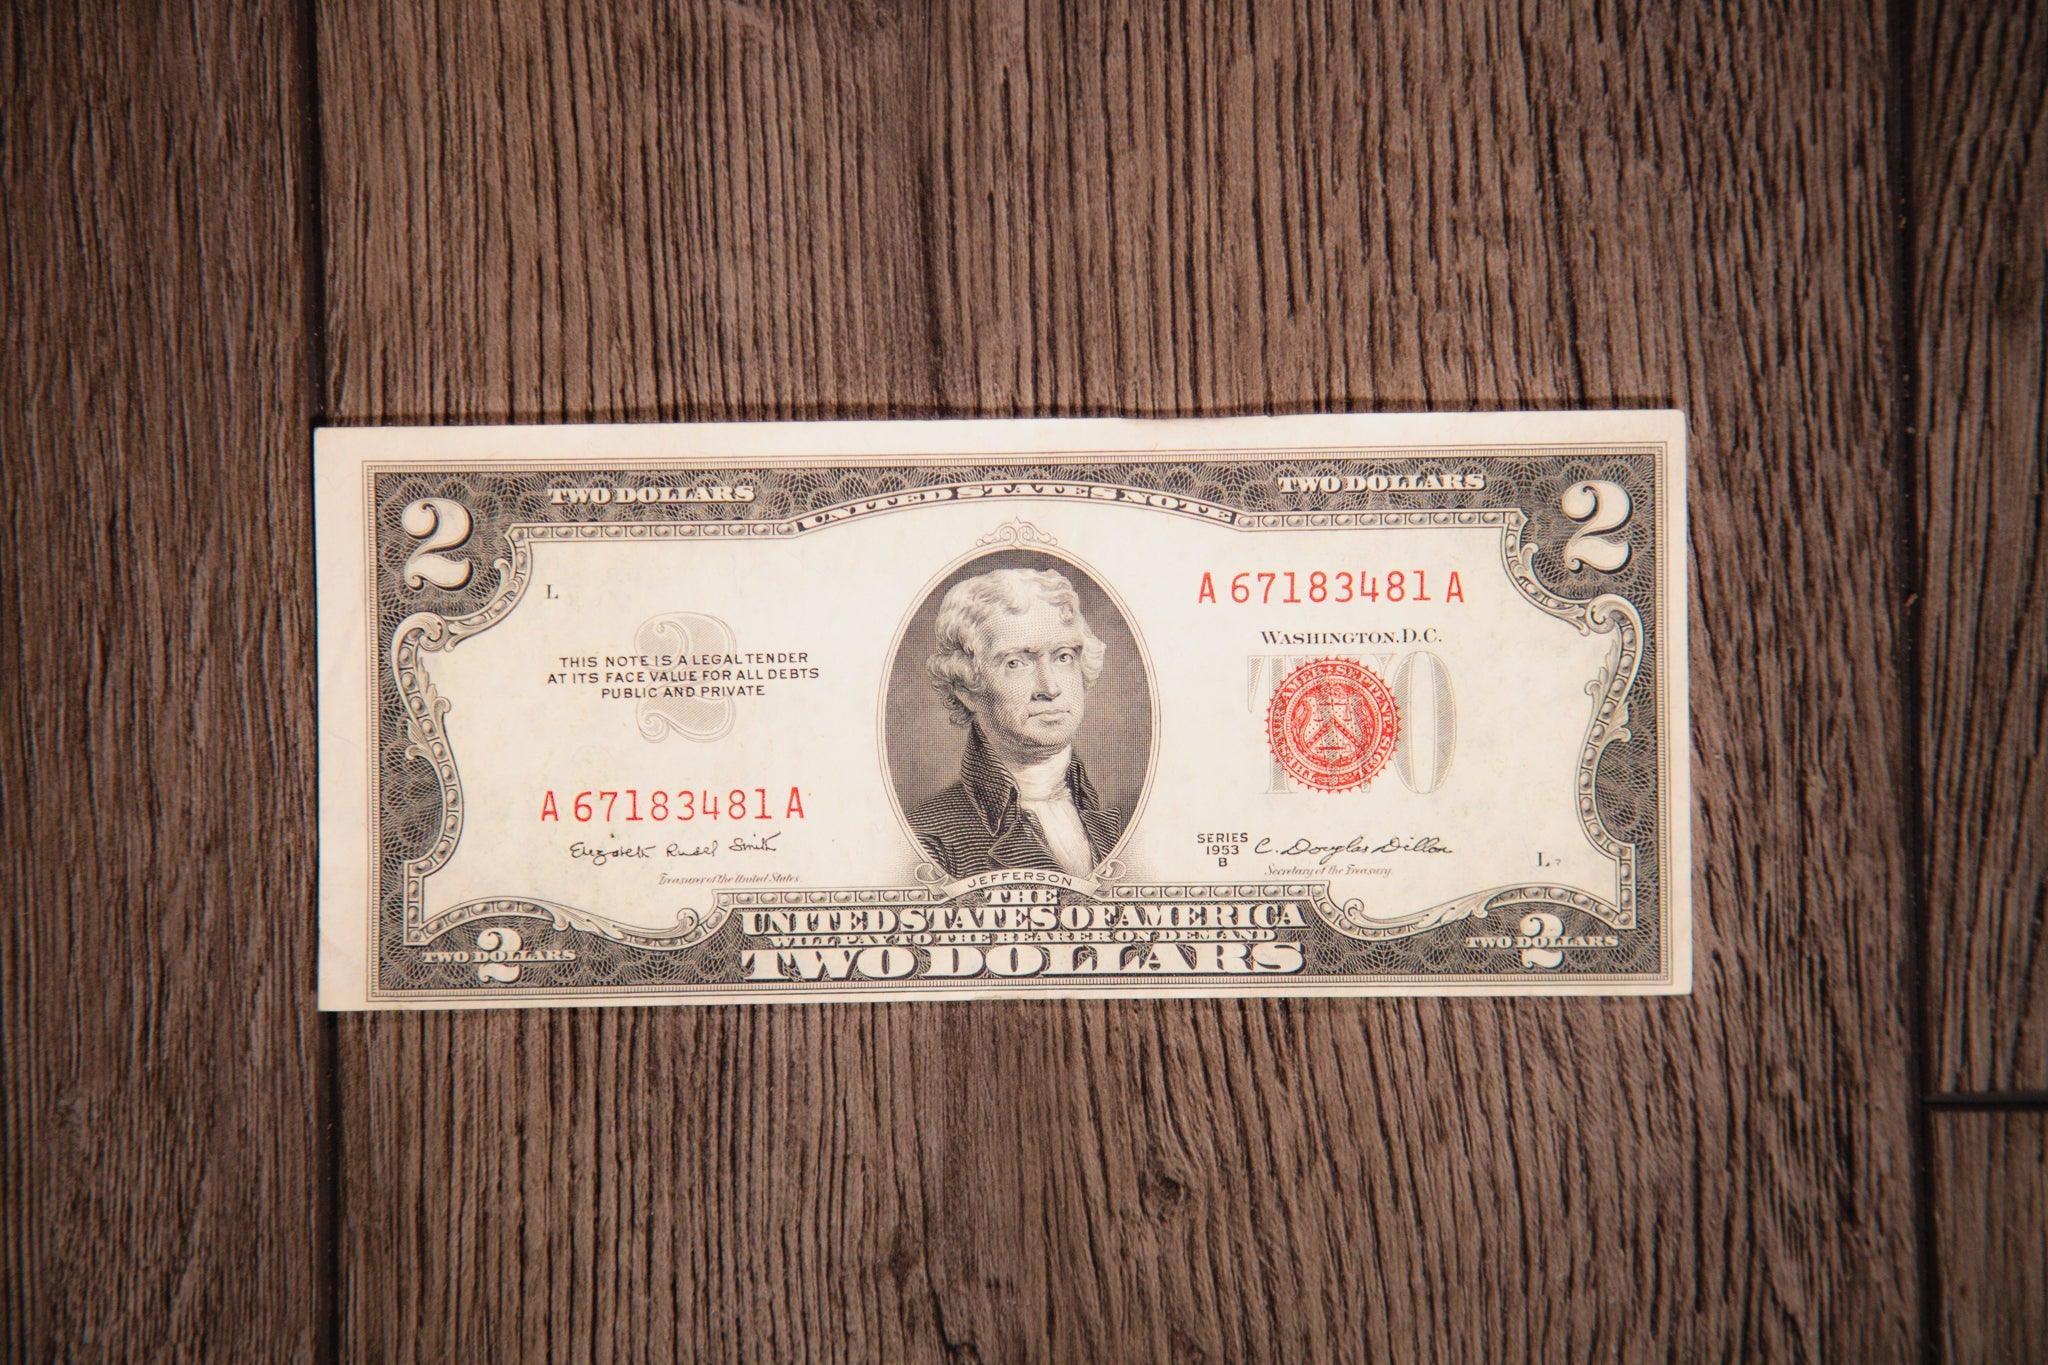 TWO DOLLARS
UNITED STATES NOTE
TWO DOLLARS
2
2
L
A 67183481 A
WASHINGTON, D.C.
2
THIS NOTE IS A LEGAL TENDER
AT ITS FACE VALUE FOR ALL DEBTS
PUBLIC AND PRIVATE
TWO
A 67183481 A
Elizabeth Rudel Smith
Treasurer of the United States.
SERIES
1953
B
C. Douglas Dillon
Secretary of the Treasury.
L 7
JEFFERSON
THE
UNITED STATES OF AMERICA
WILL PAY TO THE BEARER ON DEMAND
TWO DOLLARS
2
TWO DOLLARS
2
TWO DOLLARS